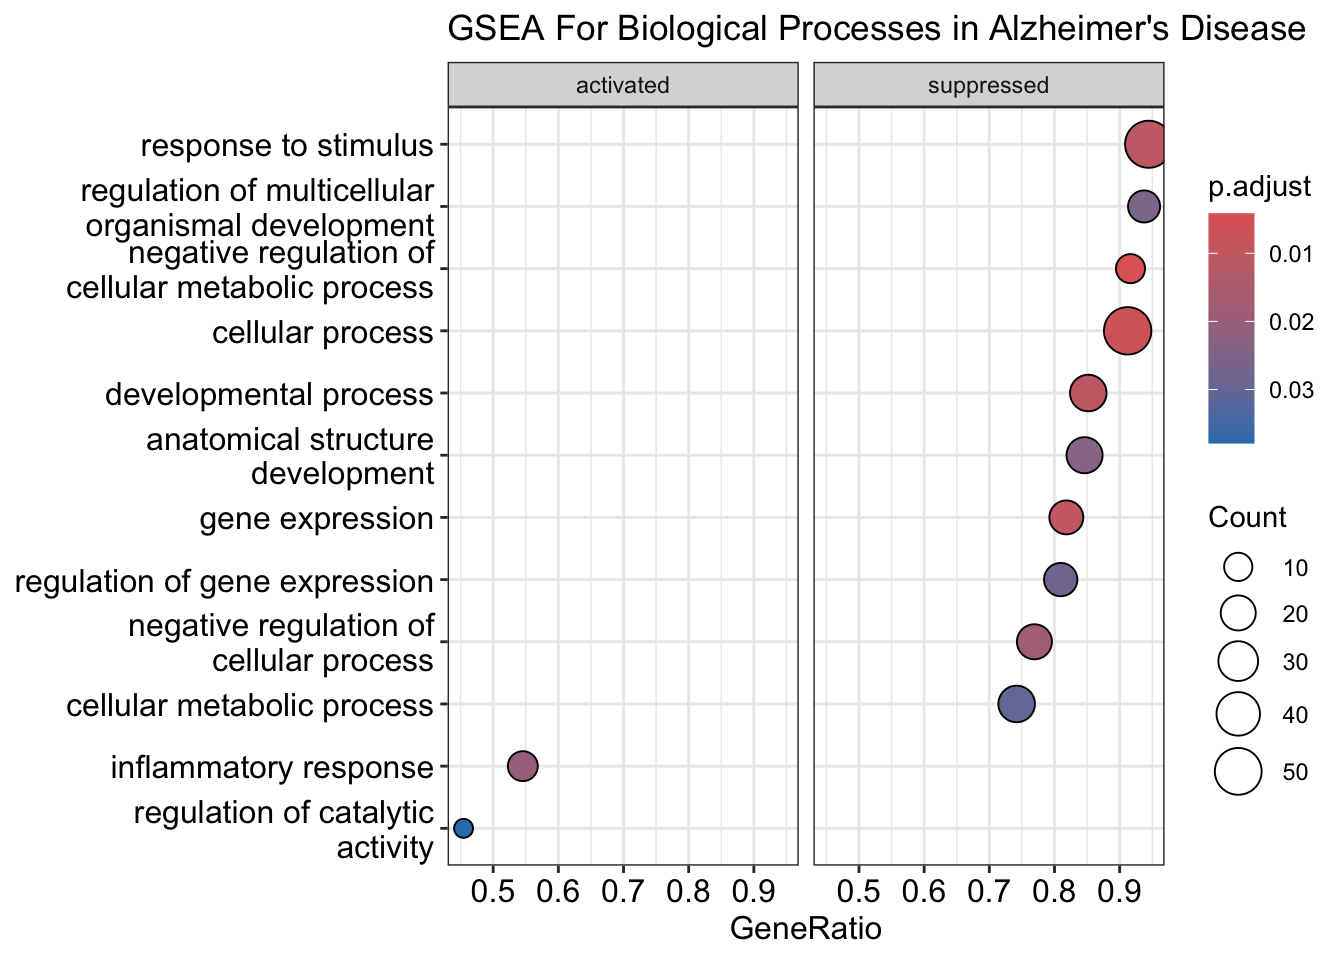 GSEA For Biological Processes in Alzheimer's Disease
activated
suppressed
response to stimulus
regulation of multicellular
organismal development
negative regulation of
cellular metabolic process
cellular process
developmental process
anatomical structure
development
gene expression
regulation of gene expression
negative regulation of
cellular process
cellular metabolic process
inflammatory response
regulation of catalytic
activity
0.5 0.6 0.7 0.8 0.9
0.5 0.6 0.7 0.8 0.9
GeneRatio
p.adjust
0.01
0.02
0.03
Count
10
20
30
40
50